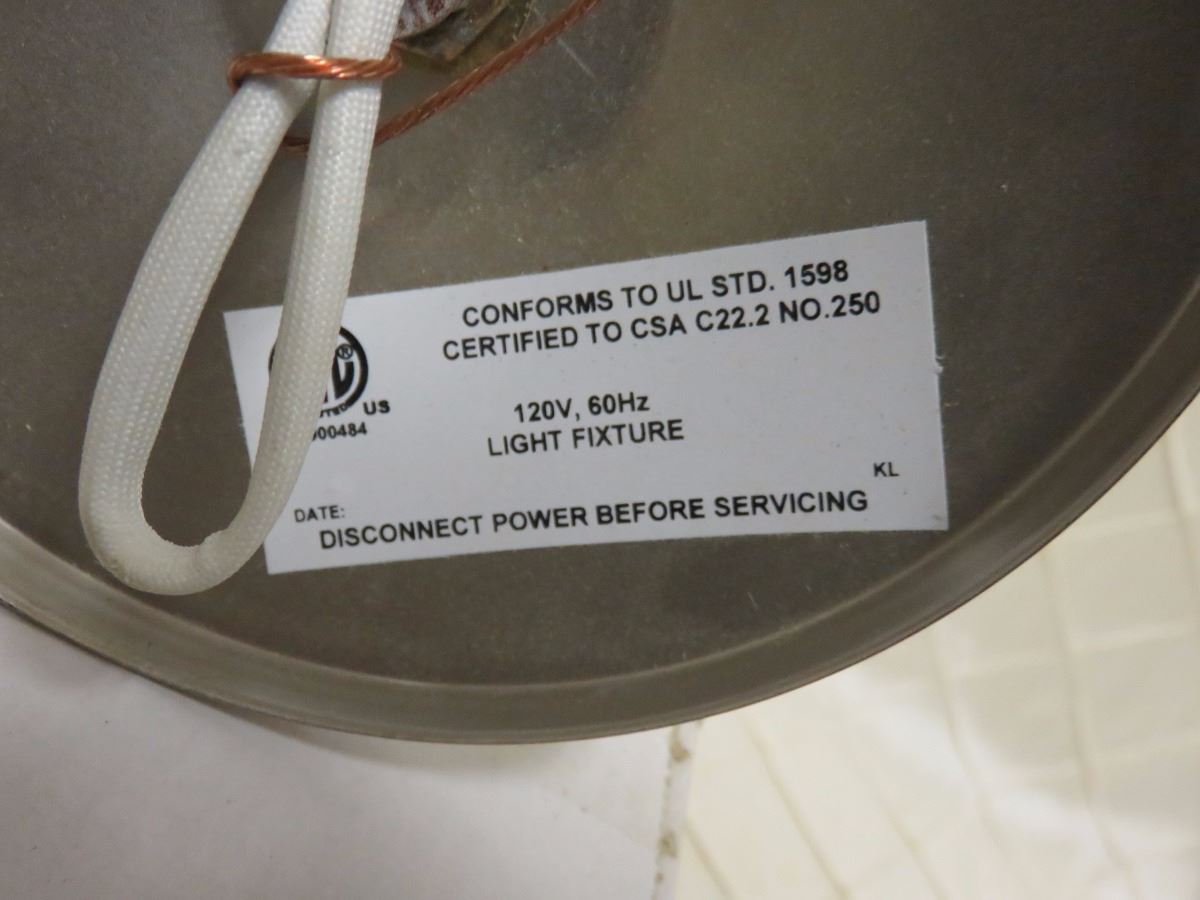 CONFORMS TO UL STD. 1598
CERTIFIED TO CSA C22.2 NO.250
®
US
120V, 60Hz
LIGHT FIXTURE
KL
DATE:
DISCONNECT POWER BEFORE SERVICING